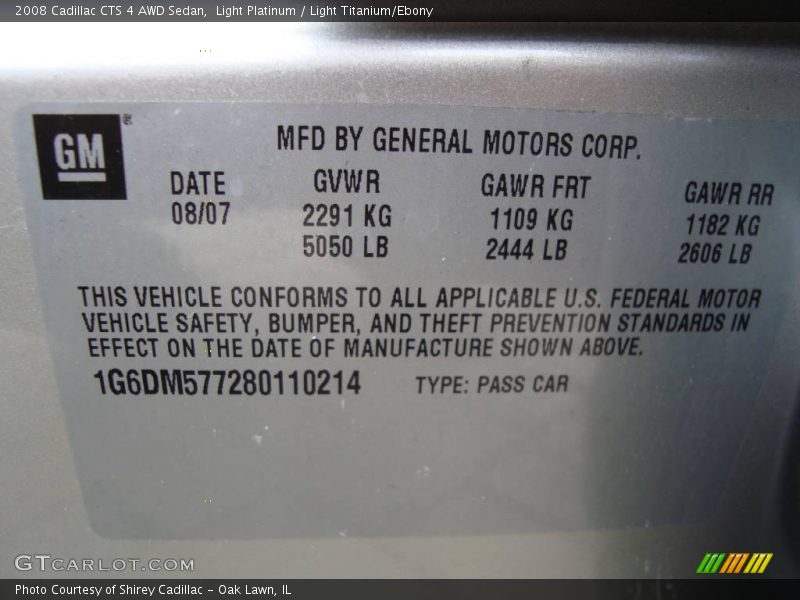 2008 Cadillac CTS 4 AWD Sedan,  Light Platinum / Light Titanium/Ebony
GM®
MFD BY GENERAL MOTORS CORP.
DATE GVWR GAWR FRT GAWR RR
08/07 2291 KG 1109 KG 1182 KG
5050 LB 2444 LB 2606 LB
THIS VEHICLE CONFORMS TO ALL APPLICABLE U.S. FEDERAL MOTOR
VEHICLE SAFETY, BUMPER, AND THEFT PREVENTION STANDARDS IN
EFFECT ON THE DATE OF MANUFACTURE SHOWN ABOVE.
1G6DM577280110214 TYPE: PASS CAR
GTCARLOT.COM
Photo Courtesy of Shirey Cadillac - Oak Lawn, IL